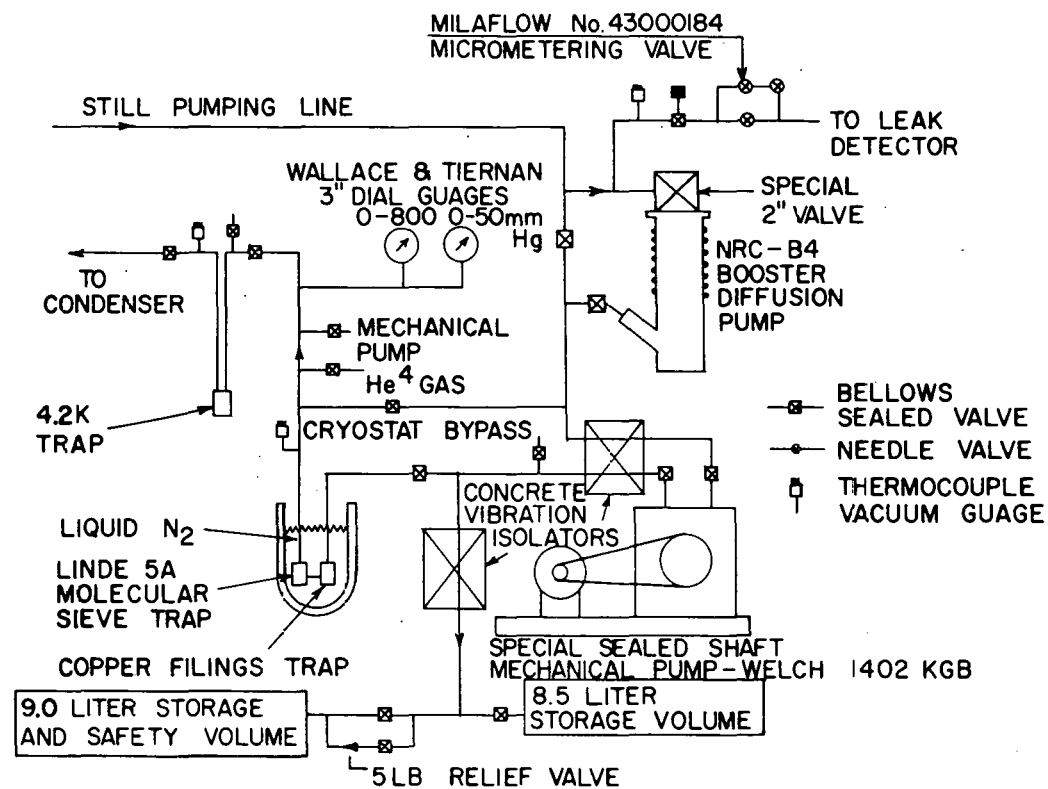 MILAFLOW No. 43000184
MICROMETERING VALVE
STILL PUMPING LINE
TO LEAK
DETECTOR
WALLACE & TIERNAN
3" DIAL GUAGES
0-800 0-50mm
Hg
SPECIAL
2" VALVE
NRC-B4
BOOSTER
DIFFUSION
PUMP
TO
CONDENSER
MECHANICAL
PUMP
He4 GAS
4.2K
TRAP
CRYOSTAT BYPASS
BELLOWS
SEALED VALVE
NEEDLE VALVE
THERMOCOUPLE
VACUUM GUAGE
CONCRETE
VIBRATION
ISOLATORS
LIQUID N2
LINDE 5A
MOLECULAR
SIEVE TRAP
COPPER FILINGS TRAP
SPECIAL SEALED SHAFT
MECHANICAL PUMP-WELCH 1402 KGB
9.0 LITER STORAGE
AND SAFETY VOLUME
8.5 LITER
STORAGE VOLUME
5 LB RELIEF VALVE